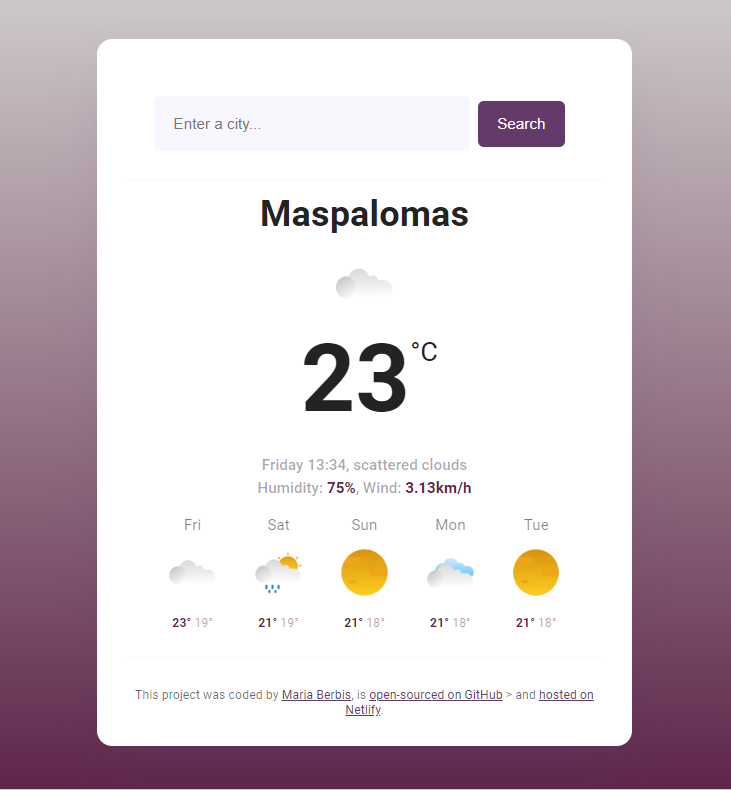 Enter a city...
Search
Maspalomas
23°C
Friday 13:34, scattered clouds
Humidity: 75%, Wind: 3.13km/h
Fri Sat Sun Mon Tue
23° 19° 21° 19° 21° 18° 21° 18° 21° 18°
This project was coded by Maria Berbis, is open-sourced on GitHub > and hosted on
Netlify.